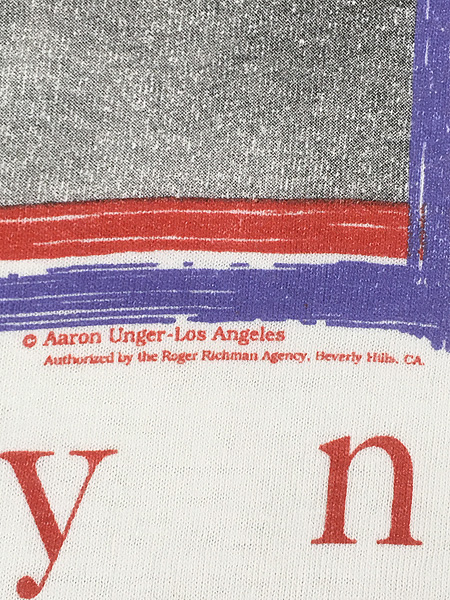 © Aaron Unger-Los Angeles
Authorized by the Roger Richman Agency, Beverly Hills, CA.
y n